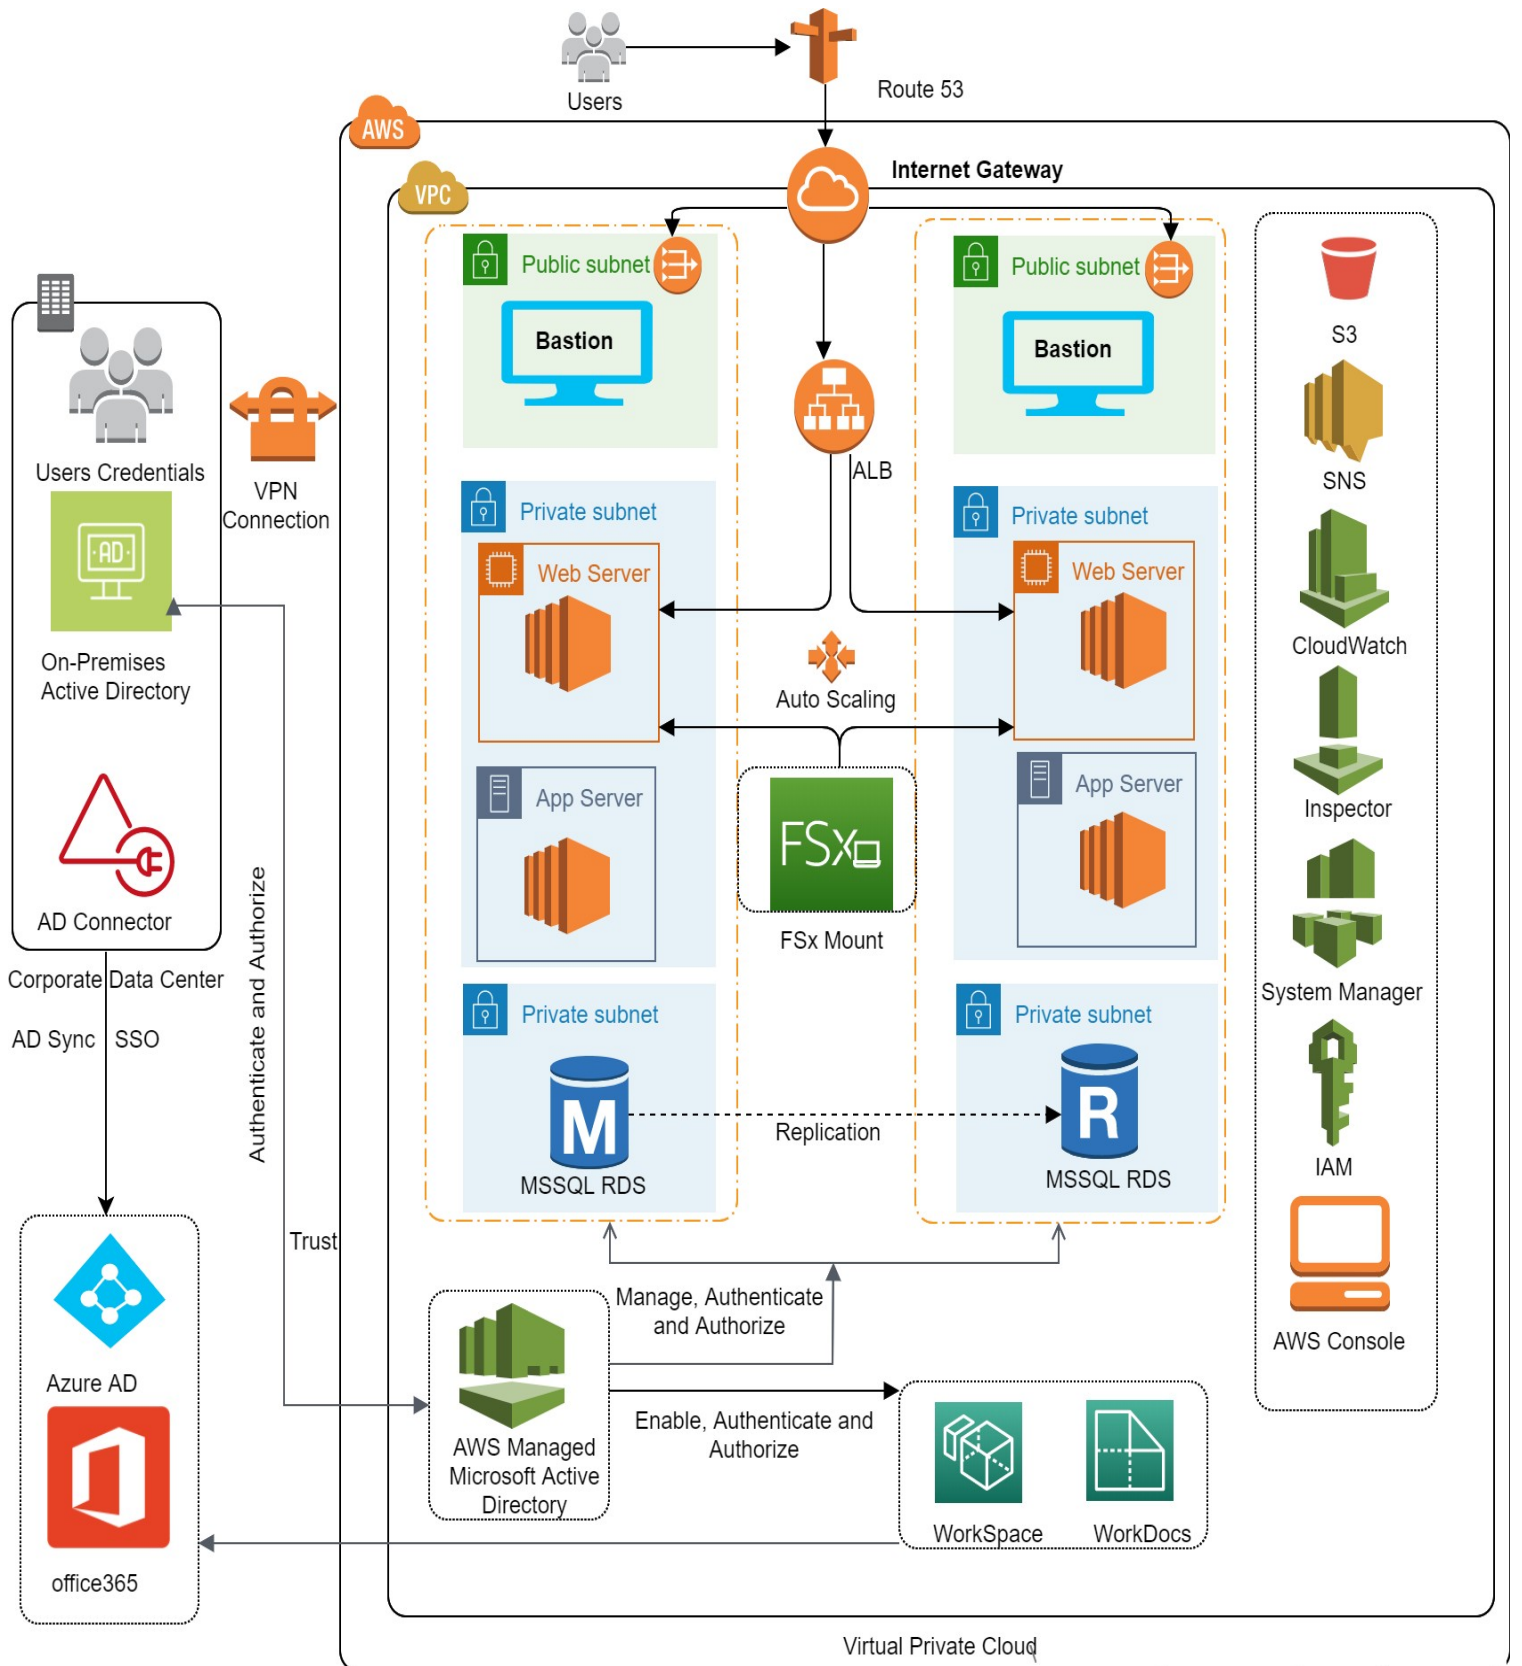 Users
Route 53
AWS
Internet Gateway
VPC
Public subnet
Bastion
Public subnet
Bastion
S3
SNS
CloudWatch
Inspector
System Manager
IAM
AWS Console
ALB
Users Credentials
AD
On-Premises
Active Directory
AD Connector
VPN
Connection
Corporate Data Center
AD Sync
SSO
Authenticate and Authorize
Trust
Azure AD
office365
Private subnet
Web Server
App Server
Private subnet
Web Server
App Server
Auto Scaling
FSx
FSx Mount
Private subnet
M
MSSQL RDS
Replication
Private subnet
R
MSSQL RDS
Manage, Authenticate
and Authorize
AWS Managed
Microsoft Active
Directory
Enable, Authenticate and
Authorize
WorkSpace
WorkDocs
Virtual Private Cloud